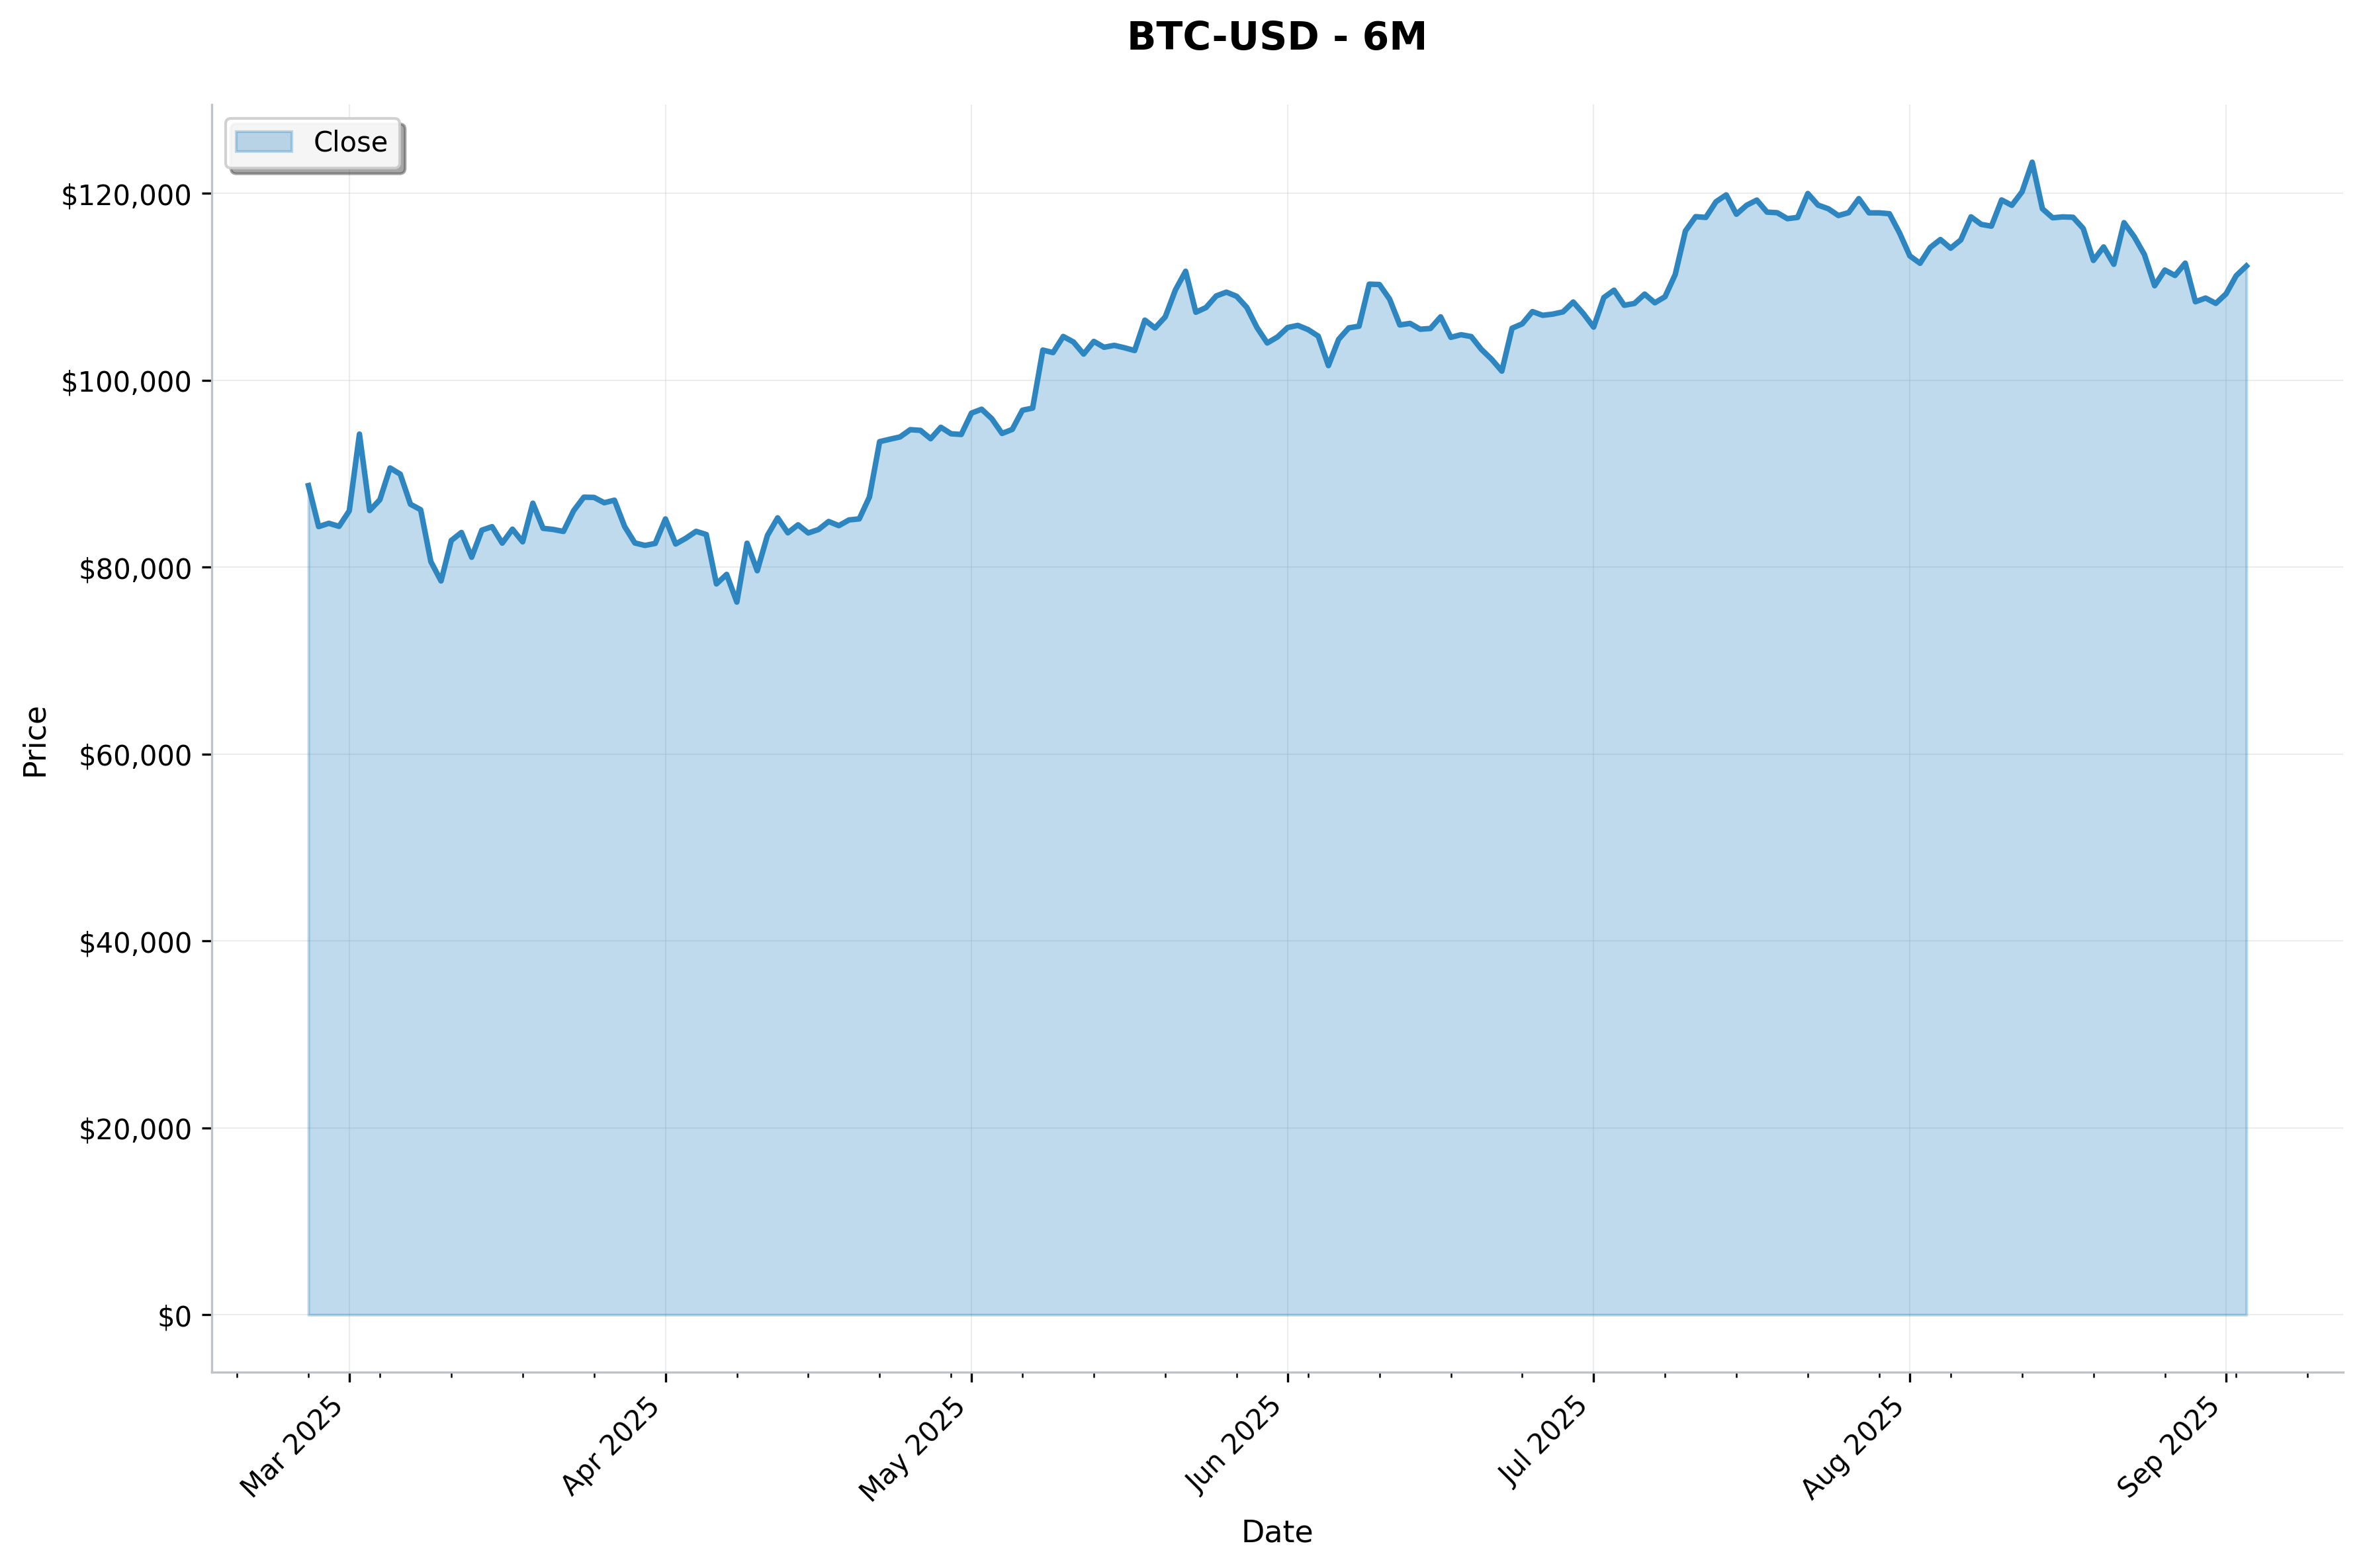 BTC-USD - 6M
Close
Price
$120,000
$100,000
$80,000
$60,000
$40,000
$20,000
$0
Mar 2025
Apr 2025
May 2025
Jun 2025
Jul 2025
Aug 2025
Sep 2025
Date